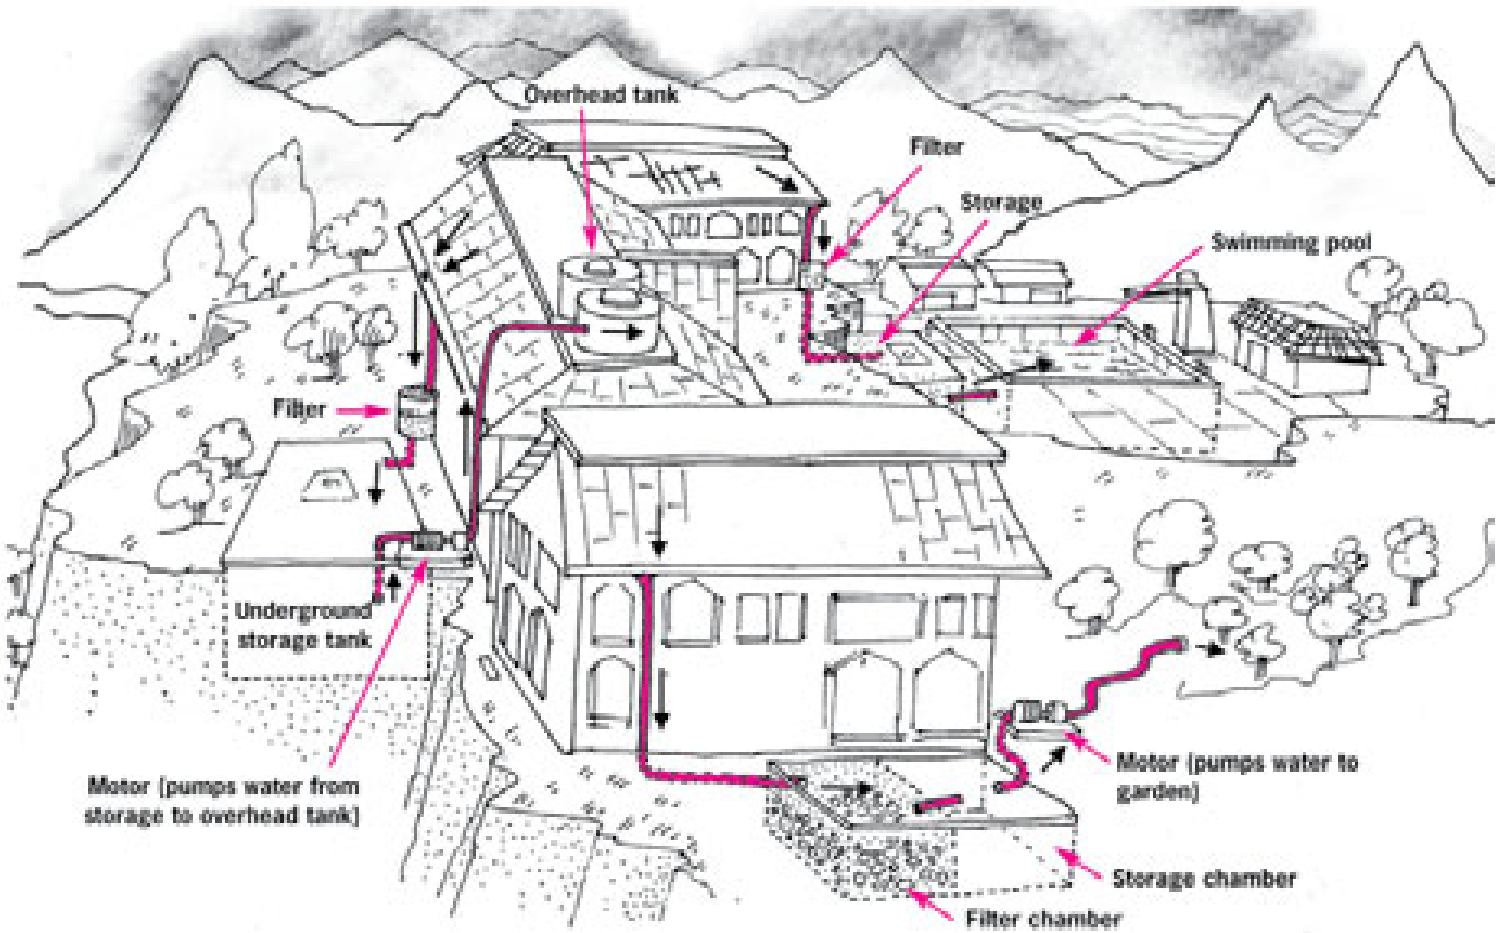 Overhead tank
Filter
Storage
Swimming pool
Filter
Underground
storage tank
Motor (pumps water from
storage to overhead tank)
Motor (pumps water to
garden)
Storage chamber
Filter chamber